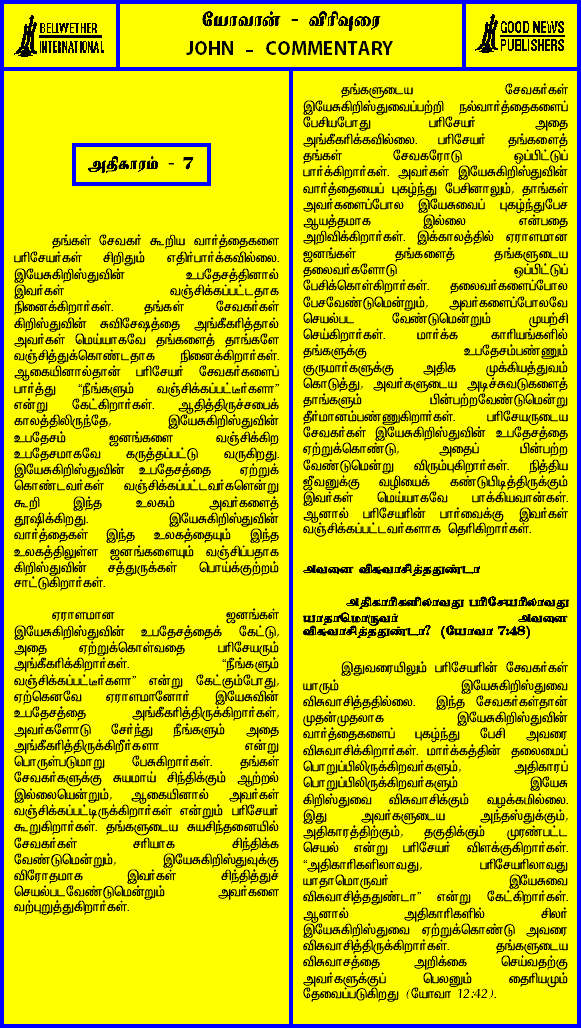 BELWETHER
INTERNATIONAL
யோவான் - விரிவுரை
JOHN - COMMENTARY
GOOD NEWS
PUBLISHERS
அதிகாரம் - 7
தங்கள் சேவகர் கூறிய வார்த்தைகளை
பரிசேயர்கள் சிறிதும் எதிர்பார்க்கவில்லை.
இயேசுகிறிஸ்துவின் உபதேசத்தினால்
இவர்கள் வஞ்சிக்கப்பட்டதாக
நினைக்கிறார்கள். தங்கள் சேவகர்கள்
கிறிஸ்துவின் சுவிசேஷத்தை அங்கீகரித்தால்
அவர்கள் மெய்யாகவே தங்களைத் தாங்களே
வஞ்சித்துக்கொண்டதாக நினைக்கிறார்கள்.
ஆகையினால்தான் பரிசேயர் சேவகர்களைப்
பார்த்து “நீங்களும் வஞ்சிக்கப்பட்டீர்களா”
என்று கேட்கிறார்கள். ஆதித்திருச்சபைக்
காலத்திலிருந்தே, இயேசுகிறிஸ்துவின்
உபதேசம் ஜனங்களை வஞ்சிக்கிற
உபதேசமாகவே கருத்தப்பட்டு வருகிறது.
இயேசுகிறிஸ்துவின் உபதேசத்தை ஏற்றுக்
கொண்டவர்கள் வஞ்சிக்கப்பட்டவர்களென்று
கூறி இந்த உலகம் அவர்களைத்
தூஷிக்கிறது. இயேசுகிறிஸ்துவின்
வார்த்தைகள் இந்த உலகத்தையும் இந்த
உலகத்திலுள்ள ஜனங்களையும் வஞ்சிப்பதாக
கிறிஸ்துவின் சத்துருக்கள் பொய்க்குற்றம்
சாட்டுகிறார்கள்.
ஏராளமான ஜனங்கள்
இயேசுகிறிஸ்துவின் உபதேசத்தைக் கேட்டு,
அதை ஏற்றுக்கொள்வதை பரிசேயரும்
அங்கீகரிக்கிறார்கள். “நீங்களும்
வஞ்சிக்கப்பட்டீர்களா” என்று கேட்கும்போது,
ஏற்கெனவே ஏராளமானோர் இயேசுவின்
உபதேசத்தை அங்கீகரித்திருக்கிறார்கள்,
அவர்களோடு சேர்ந்து நீங்களும் அதை
அங்கீகரித்திருக்கிறீர்களா என்று
பொருள்படுமாறு பேசுகிறார்கள். தங்கள்
சேவகர்களுக்கு சுயமாய் சிந்திக்கும் ஆற்றல்
இல்லையென்றும், ஆகையினால் அவர்கள்
வஞ்சிக்கப்பட்டிருக்கிறார்கள் என்றும் பரிசேயர்
கூறுகிறார்கள். தங்களுடைய சுயசிந்தனையில்
சேவகர்கள் சரியாக சிந்திக்க
வேண்டுமென்றும், இயேசுகிறிஸ்துவுக்கு
விரோதமாக இவர்கள் சிந்தித்துச்
செயல்படவேண்டுமென்றும் அவர்களை
வற்புறுத்துகிறார்கள்.
தங்களுடைய சேவகர்கள்
இயேசுகிறிஸ்துவைப்பற்றி நல்வார்த்தைகளைப்
பேசியபோது பரிசேயர் அதை
அங்கீகரிக்கவில்லை. பரிசேயர் தங்களைத்
தங்கள் சேவகரோடு ஒப்பிட்டுப்
பார்க்கிறார்கள். அவர்கள் இயேசுகிறிஸ்துவின்
வார்த்தையைப் புகழ்ந்து பேசினாலும், தாங்கள்
அவர்களைப்போல இயேசுவைப் புகழ்ந்துபேச
ஆயத்தமாக இல்லை என்பதை
அறிவிக்கிறார்கள். இக்காலத்தில் ஏராளமான
ஜனங்கள் தங்களைத் தங்களுடைய
தலைவர்களோடு ஒப்பிட்டுப்
பேசிக்கொள்கிறார்கள். தலைவர்களைப்போல
பேசவேண்டுமென்றும், அவர்களைப்போலவே
செயல்பட வேண்டுமென்றும் முயற்சி
செய்கிறார்கள். மார்க்க காரியங்களில்
தங்களுக்கு உபதேசம்பண்ணும்
குருமார்களுக்கு அதிக முக்கியத்துவம்
கொடுத்து, அவர்களுடைய அடிச்சுவடுகளைத்
தாங்களும் பின்பற்றவேண்டுமென்று
தீர்மானம்பண்ணுகிறார்கள். பரிசேயருடைய
சேவகர்கள் இயேசுகிறிஸ்துவின் உபதேசத்தை
ஏற்றுக்கொண்டு, அதைப் பின்பற்ற
வேண்டுமென்று விரும்புகிறார்கள். நித்திய
ஜீவனுக்கு வழியைக் கண்டுபிடித்திருக்கும்
இவர்கள் மெய்யாகவே பாக்கியவான்கள்.
ஆனால் பரிசேயரின் பார்வைக்கு இவர்கள்
வஞ்சிக்கப்பட்டவர்களாக தெரிகிறார்கள்.
அவனை விசுவாசித்ததுண்டா
அதிகாரிகளிலாவது பரிசேயரிலாவது
யாதாமொருவர் அவனை
விசுவாசித்ததுண்டா? (யோவா 7:48)
இதுவரையிலும் பரிசேயரின் சேவகர்கள்
யாரும் இயேசுகிறிஸ்துவை
விசுவாசித்ததில்லை. இந்த சேவகர்கள்தான்
முதன்முதலாக இயேசுகிறிஸ்துவின்
வார்த்தைகளைப் புகழ்ந்து பேசி அவரை
விசுவாசிக்கிறார்கள். மார்க்கத்தின் தலைமைப்
பொறுப்பிலிருக்கிறவர்களும், அதிகாரப்
பொறுப்பிலிருக்கிறவர்களும் இயேசு
கிறிஸ்துவை விசுவாசிக்கும் வழக்கமில்லை.
இது அவர்களுடைய அந்தஸ்துக்கும்,
அதிகாரத்திற்கும், தகுதிக்கும் முரண்பட்ட
செயல் என்று பரிசேயர் விளக்குகிறார்கள்.
“அதிகாரிகளிலாவது, பரிசேயரிலாவது
யாதாமொருவர் இயேசுவை
விசுவாசித்ததுண்டா” என்று கேட்கிறார்கள்.
ஆனால் அதிகாரிகளில் சிலர்
இயேசுகிறிஸ்துவை ஏற்றுக்கொண்டு அவரை
விசுவாசித்திருக்கிறார்கள். தங்களுடைய
விசுவாசத்தை அறிக்கை செய்வதற்கு
அவர்களுக்குப் பெலனும் தைரியமும்
தேவைப்படுகிறது (யோவா 12:42).